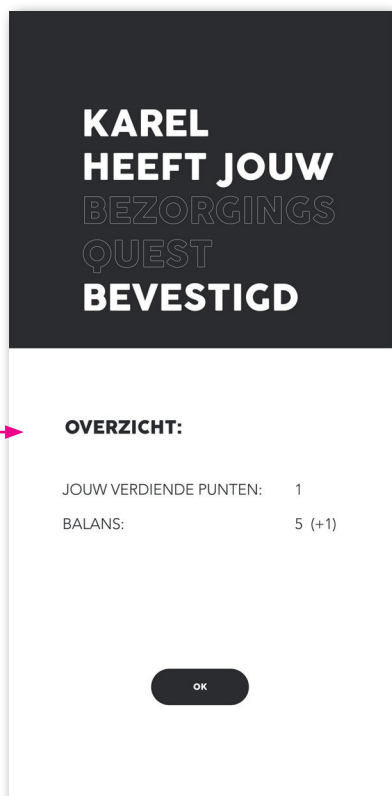 KAREL
HEEFT JOUW
BEZORGINGS
QUEST
BEVESTIGD
OVERZICHT:
JOUW VERDIENDE PUNTEN: 1
BALANS: 5 (+1)
OK